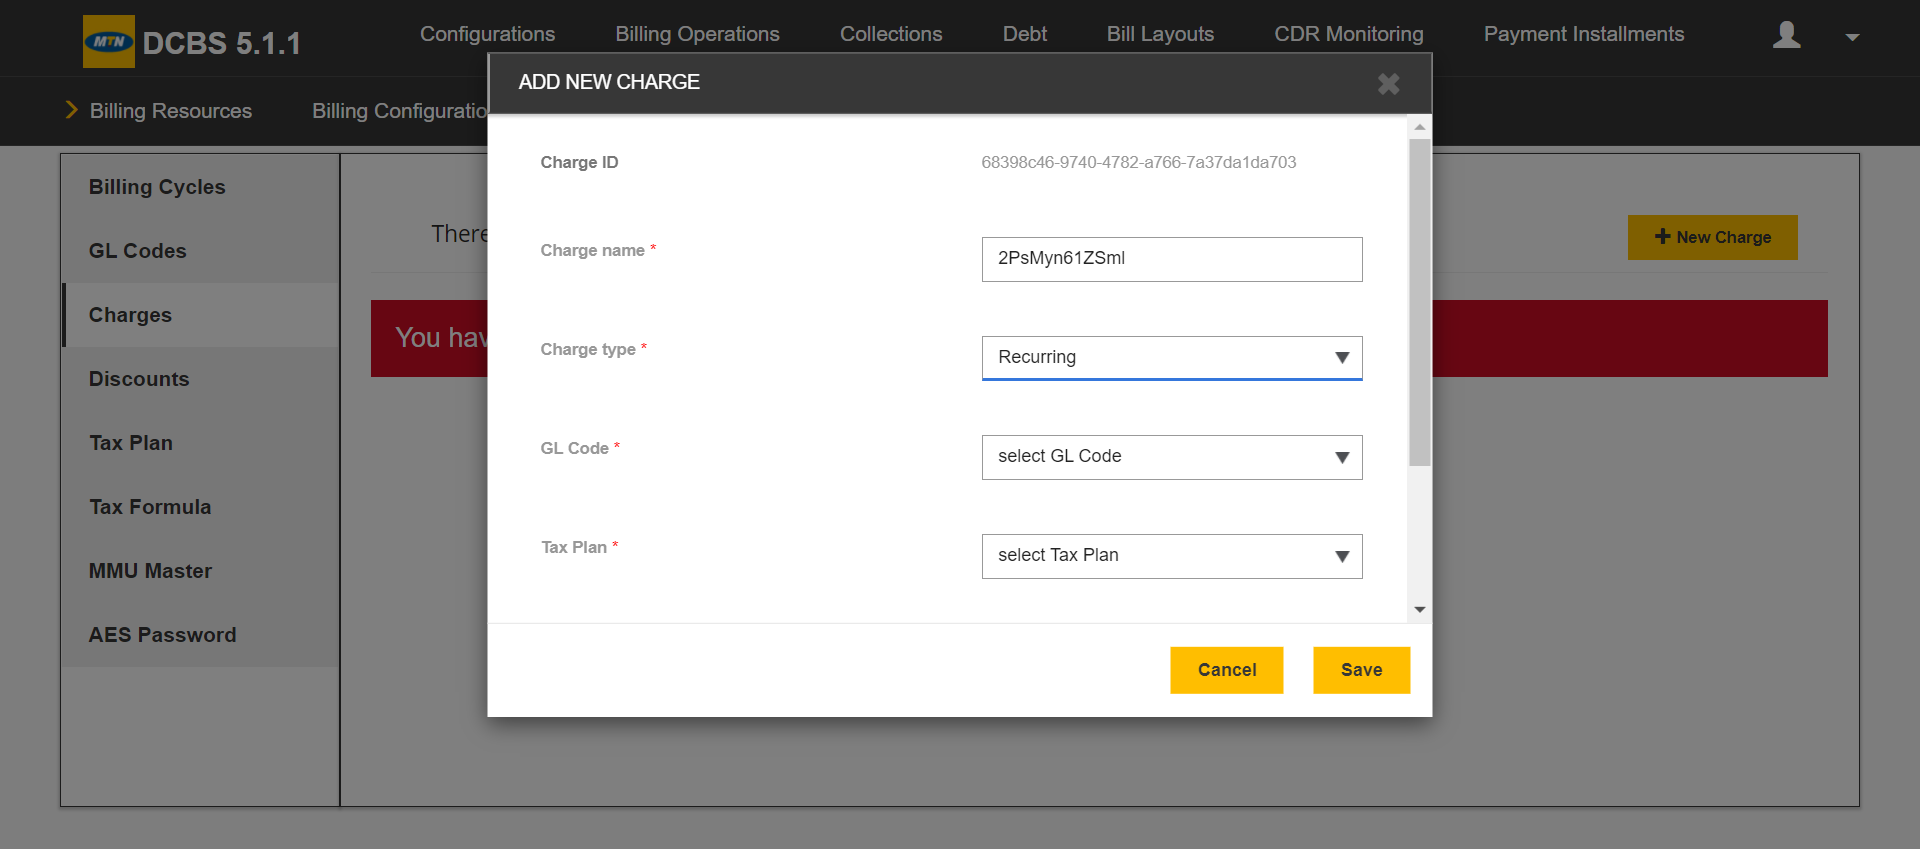 MTN
DCBS 5.1.1
Configurations
Billing Operations
Collections
Debt
Bill Layouts
CDR Monitoring
Payment Installments
Billing Resources
Billing Configuratio
ADD NEW CHARGE
Billing Cycles
GL Codes
Charges
Discounts
Tax Plan
Tax Formula
MMU Master
AES Password
There
New Charge
You hav
Charge ID
68398c46-9740-4782-a766-7a37da1da703
Charge name *
2PsMyn61ZSml
Charge type *
Recurring
GL Code *
select GL Code
Tax Plan *
select Tax Plan
Cancel
Save